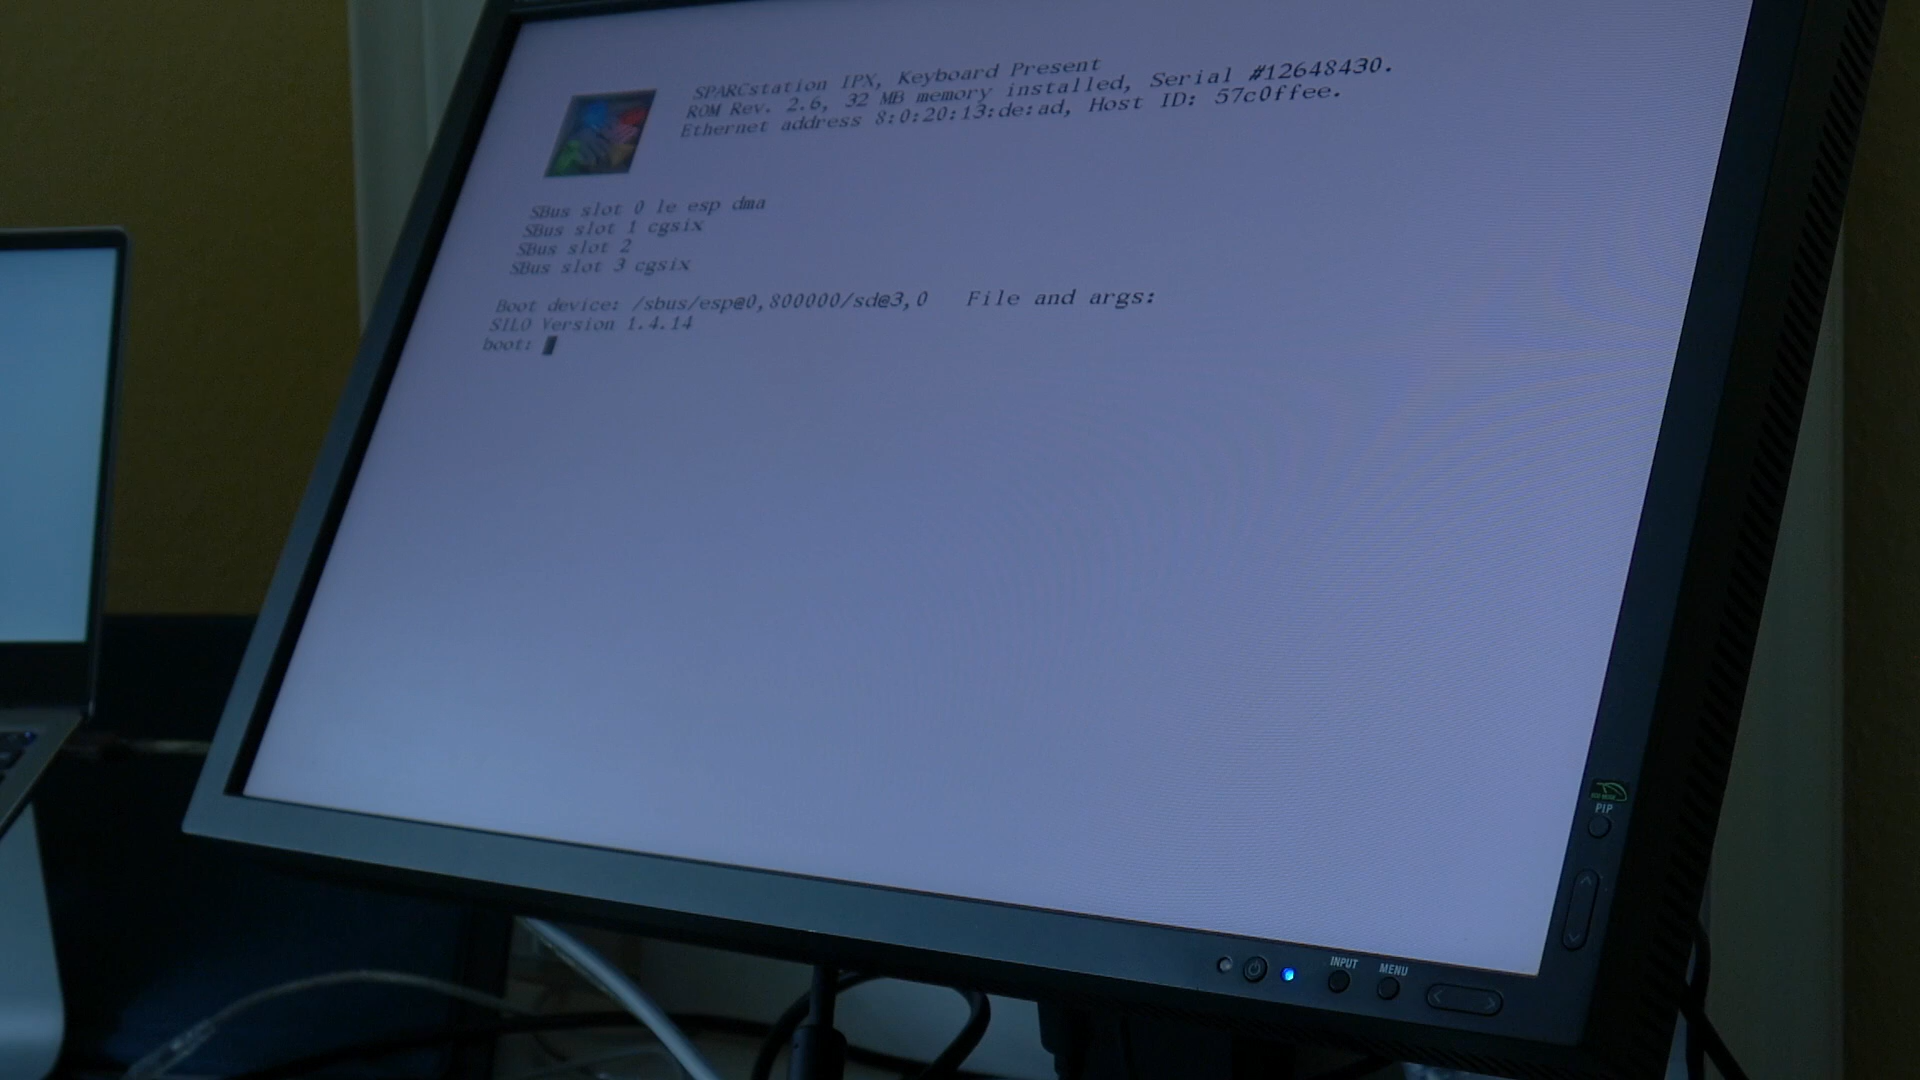 SPARCstation IPX, Keyboard Present
ROM Rev. 2.6, 32 MB memory installed, Serial #12648430.
Ethernet address 8:0:20:13:de:ad, Host ID: 57c0ffee.
SBus slot 0 le esp dma
SBus slot 1 cgsix
SBus slot 2
SBus slot 3 cgsix
Boot device: /sbus/esp@0,800000/sd@3,0 File and args:
SILO Version 1.4.14
boot:
PIP
INPUT MENU